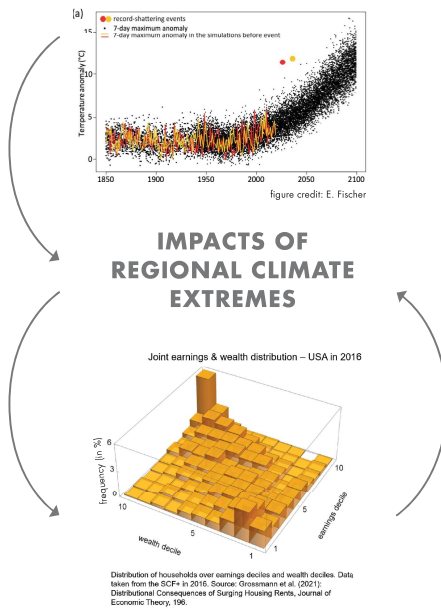 (a)
record-shattering events
7-day maximum anomaly
7-day maximum anomaly in the simulations before event
Temperature anomaly (°C)
15
10
5
0
1850
1900
1950
2000
2050
2100
figure credit: E. Fischer
IMPACTS OF
REGIONAL CLIMATE
EXTREMES
Joint earnings & wealth distribution – USA in 2016
frequency (in %)
6
3
0
10
5
1
wealth decile
1
5
10
earnings decile
Distribution of households over earnings deciles and wealth deciles. Data
taken from the SCF+ in 2016. Source: Grossmann et al. (2021):
Distributional Consequences of Surging Housing Rents, Journal of
Economic Theory, 196.